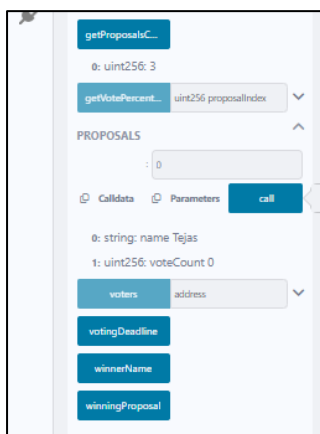 getProposalsC...
0: uint256: 3
getVotePercent... uint256 proposalIndex
PROPOSALS
: 0
Calldata Parameters call
0: string: name Tejas
1: uint256: voteCount 0
voters address
votingDeadline
winnerName
winningProposal